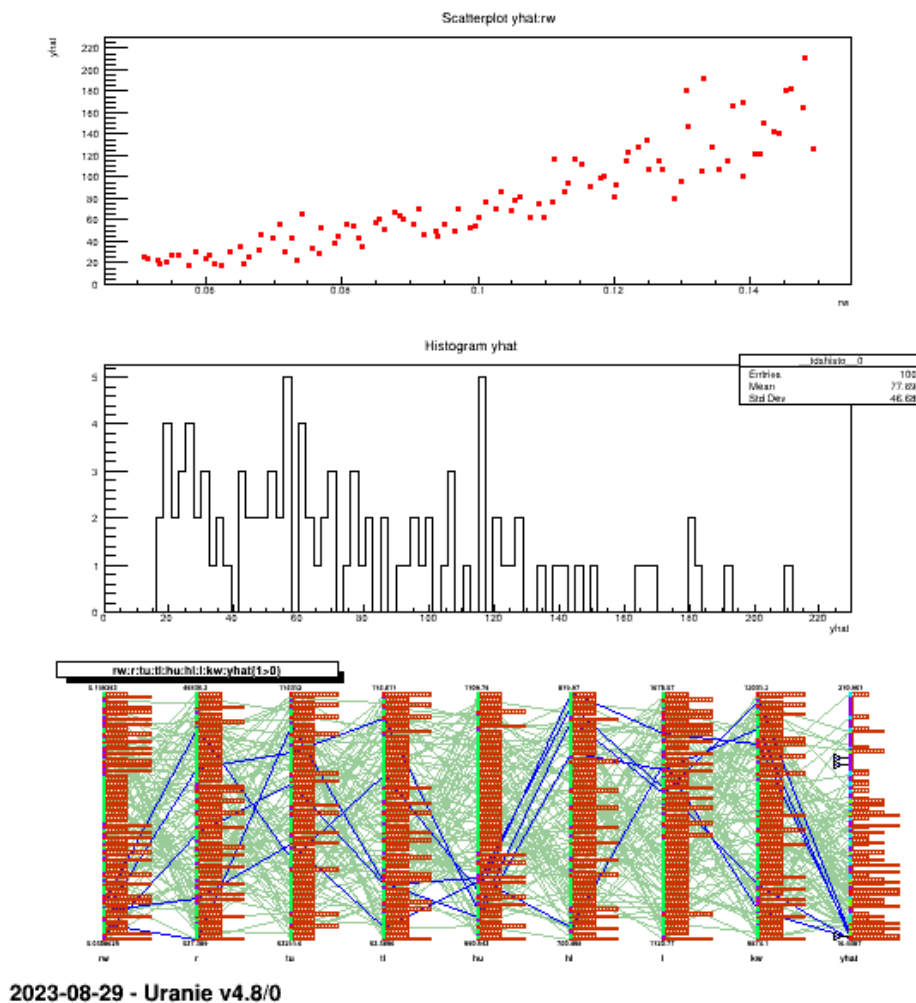 Scatterplot yhat:rw
yhat
220
200
180
160
140
120
100
80
60
40
20
0
0.06 0.08 0.1 0.12 0.14
rw
Histogram yhat
Entries 100
Mean 77.89
Std Dev 46.68
5
4
3
2
1
0
0 20 40 60 80 100 120 140 160 180 200 220
yhat
rw:r:tu:tl:hu:hl:l:kw:yhat{1>0}
rw r tu tl hu hl l kw yhat
2023-08-29 - Uranie v4.8/0